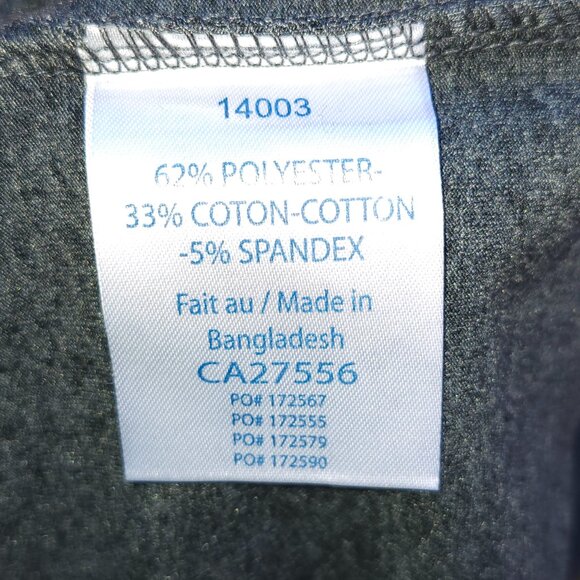 14003
62% POLYESTER-
33% COTON-COTTON
-5% SPANDEX
Fait au / Made in
Bangladesh
CA27556
PO# 172567
PO# 172555
PO# 172579
PO# 172590